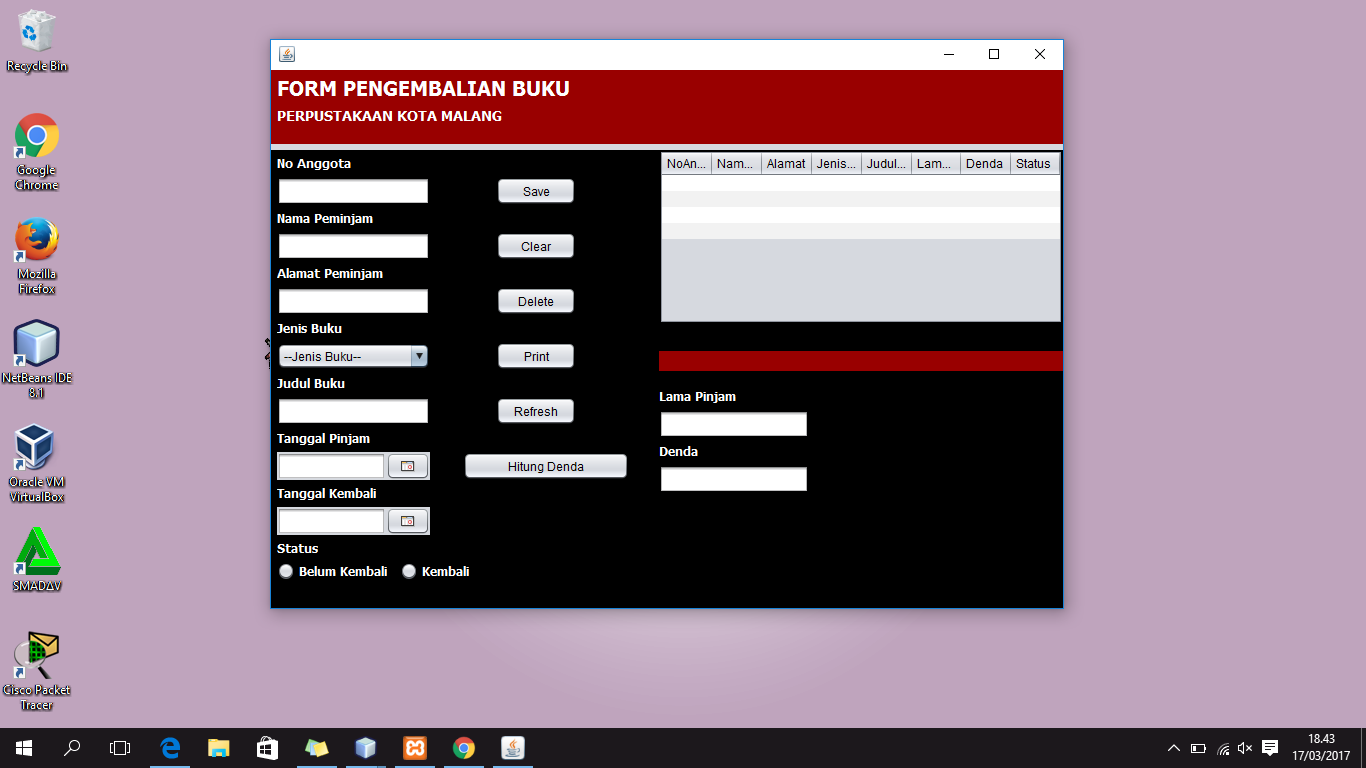 Recycle Bin
Google
Chrome
Mozilla
Firefox
NetBeans IDE
8.1
Oracle VM
VirtualBox
SMADΔV
Cisco Packet
Tracer
FORM PENGEMBALIAN BUKU
PERPUSTAKAAN KOTA MALANG
No Anggota
Save
Nama Peminjam
Clear
Alamat Peminjam
Delete
Jenis Buku
--Jenis Buku--
Print
Judul Buku
Refresh
Tanggal Pinjam
Hitung Denda
Tanggal Kembali
Status
Belum Kembali Kembali
NoAn... Nam... Alamat Jenis... Judul... Lam... Denda Status
Lama Pinjam
Denda
18.43
17/03/2017